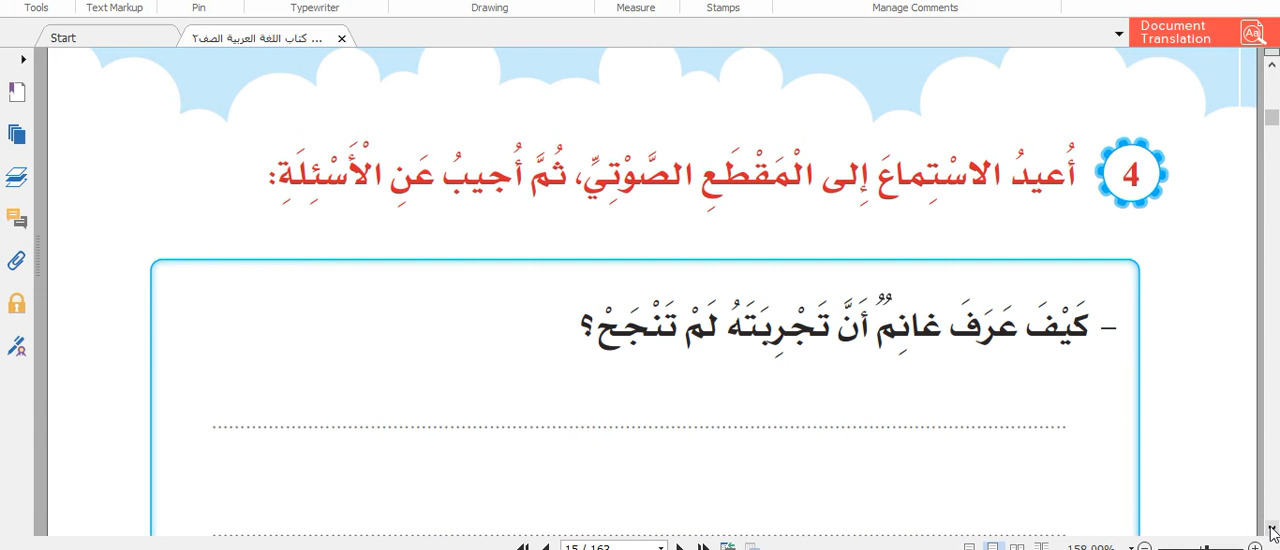 Tools Text Markup Pin Typewriter Drawing Measure Stamps Manage Comments
Start
كتاب اللغة العربية الصف٢ ...
Document Translation
4 أُعيدُ الاسْتِماعَ إِلى الْمَقْطَعِ الصَّوْتِيِّ، ثُمَّ أُجيبُ عَنِ الْأَسْئِلَةِ:
– كَيْفَ عَرَفَ غانِمٌ أَنَّ تَجْرِبَتَهُ لَمْ تَنْجَحْ؟
15 / 163
158.09%